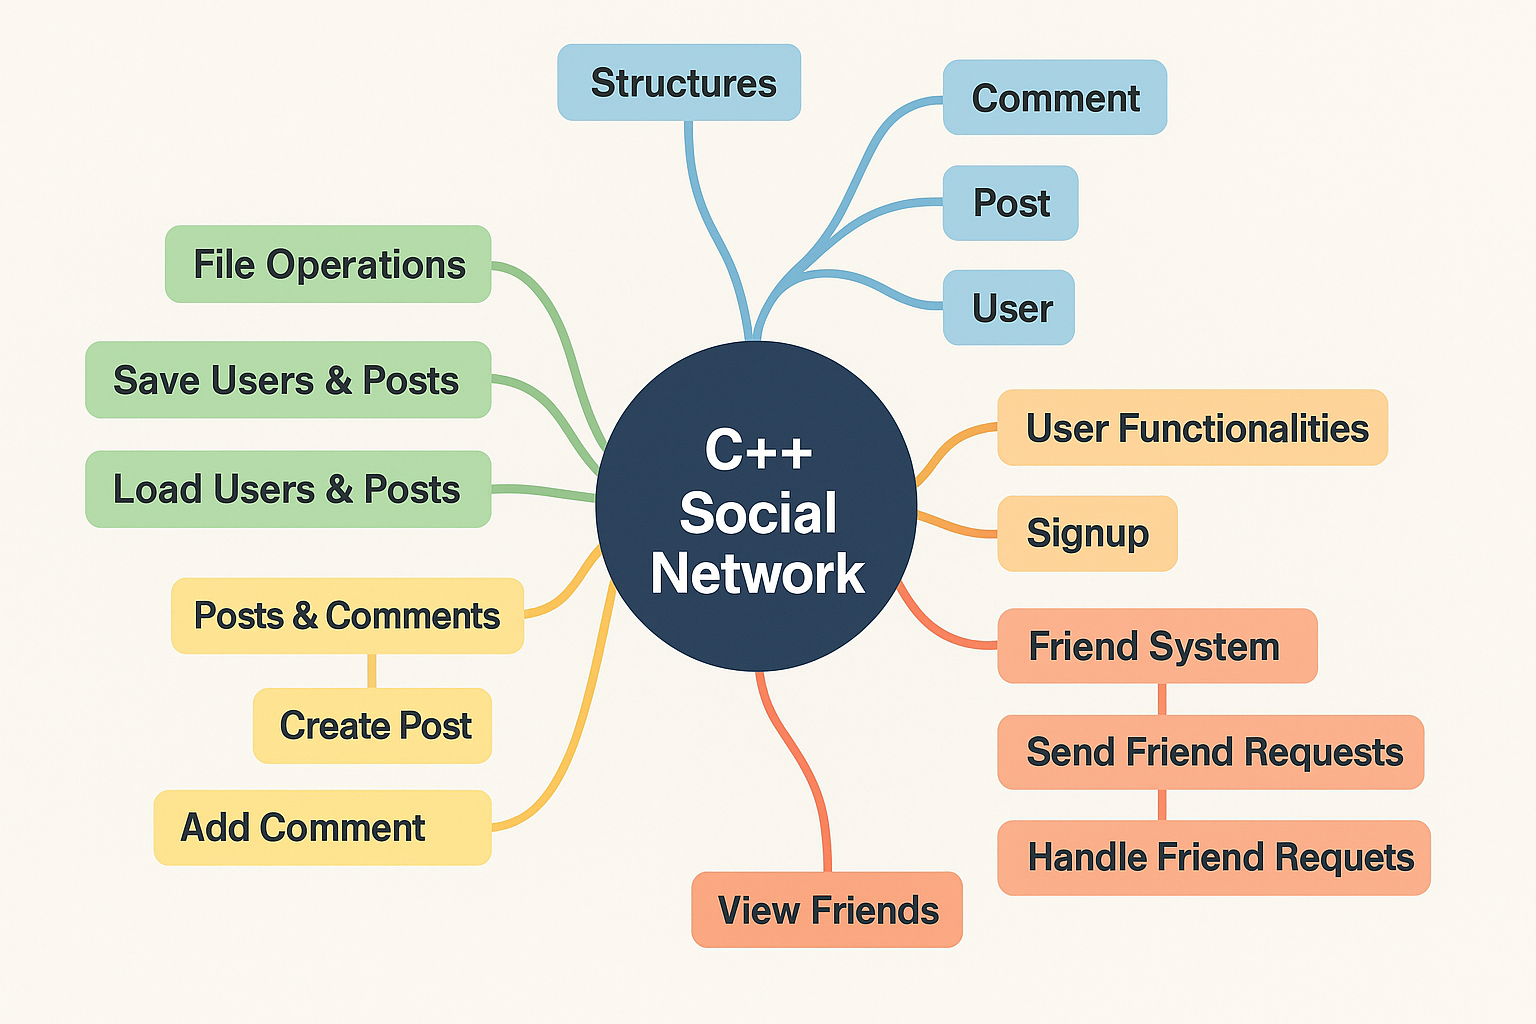 Structures
Comment
Post
User
File Operations
Save Users & Posts
Load Users & Posts
C++
Social
Network
User Functionalities
Signup
Posts & Comments
Create Post
Add Comment
Friend System
Send Friend Requests
Handle Friend Requets
View Friends